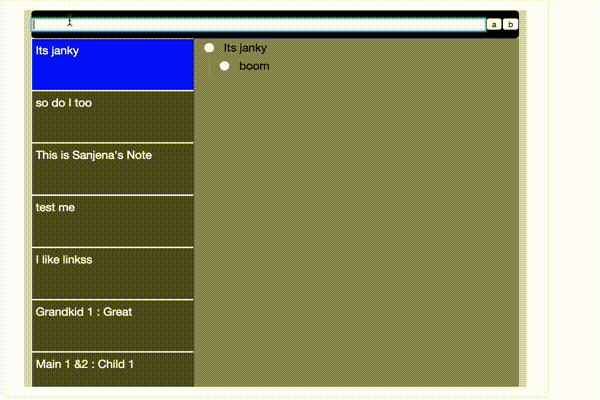 a b
Its janky
so do I too
This is Sanjena's Note
test me
I like linkss
Grandkid 1 : Great
Main 1 &2 : Child 1
Its janky
boom